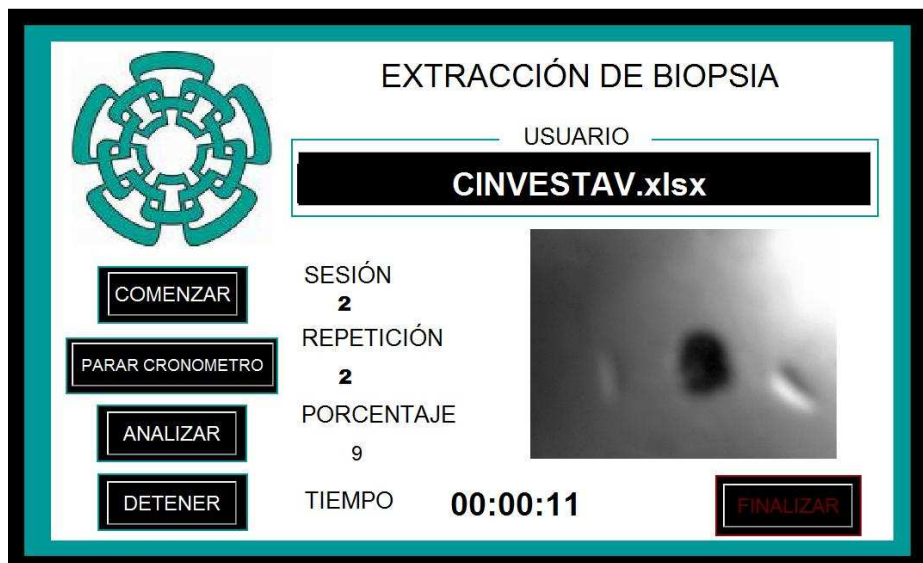 EXTRACCIÓN DE BIOPSIA
USUARIO
CINVESTAV.xlsx
COMENZAR
PARAR CRONOMETRO
ANALIZAR
DETENER
SESIÓN
2
REPETICIÓN
2
PORCENTAJE
9
TIEMPO
00:00:11
FINALIZAR